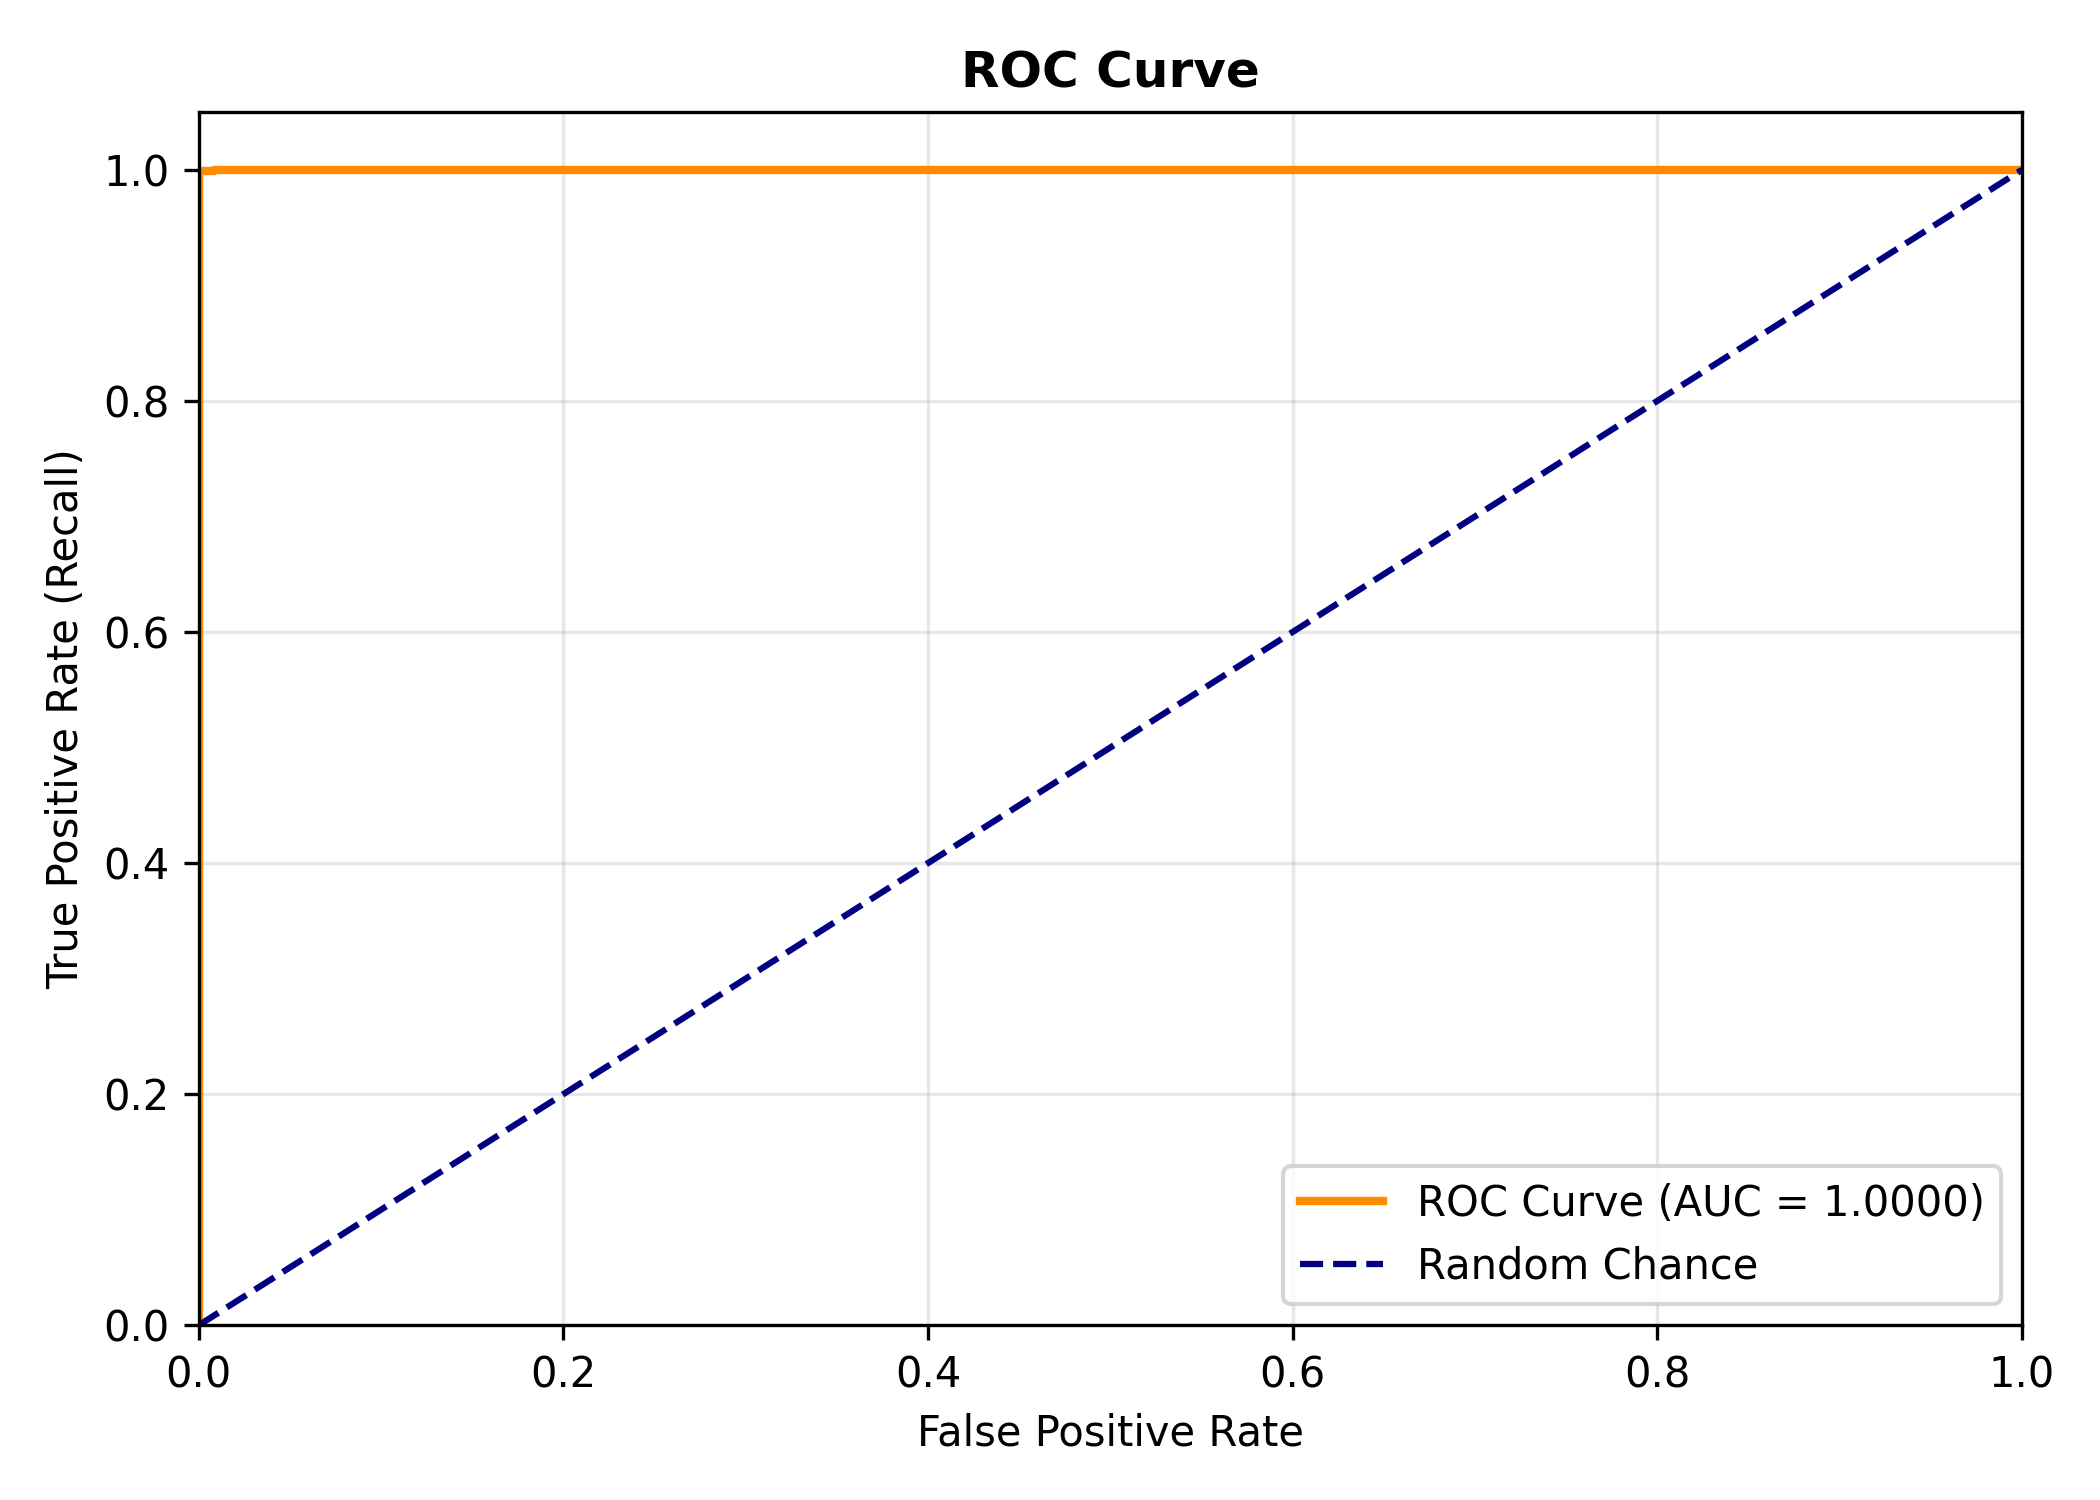 ROC Curve
True Positive Rate (Recall)
1.0
0.8
0.6
0.4
0.2
0.0
0.0 0.2 0.4 0.6 0.8 1.0
False Positive Rate
ROC Curve (AUC = 1.0000)
Random Chance